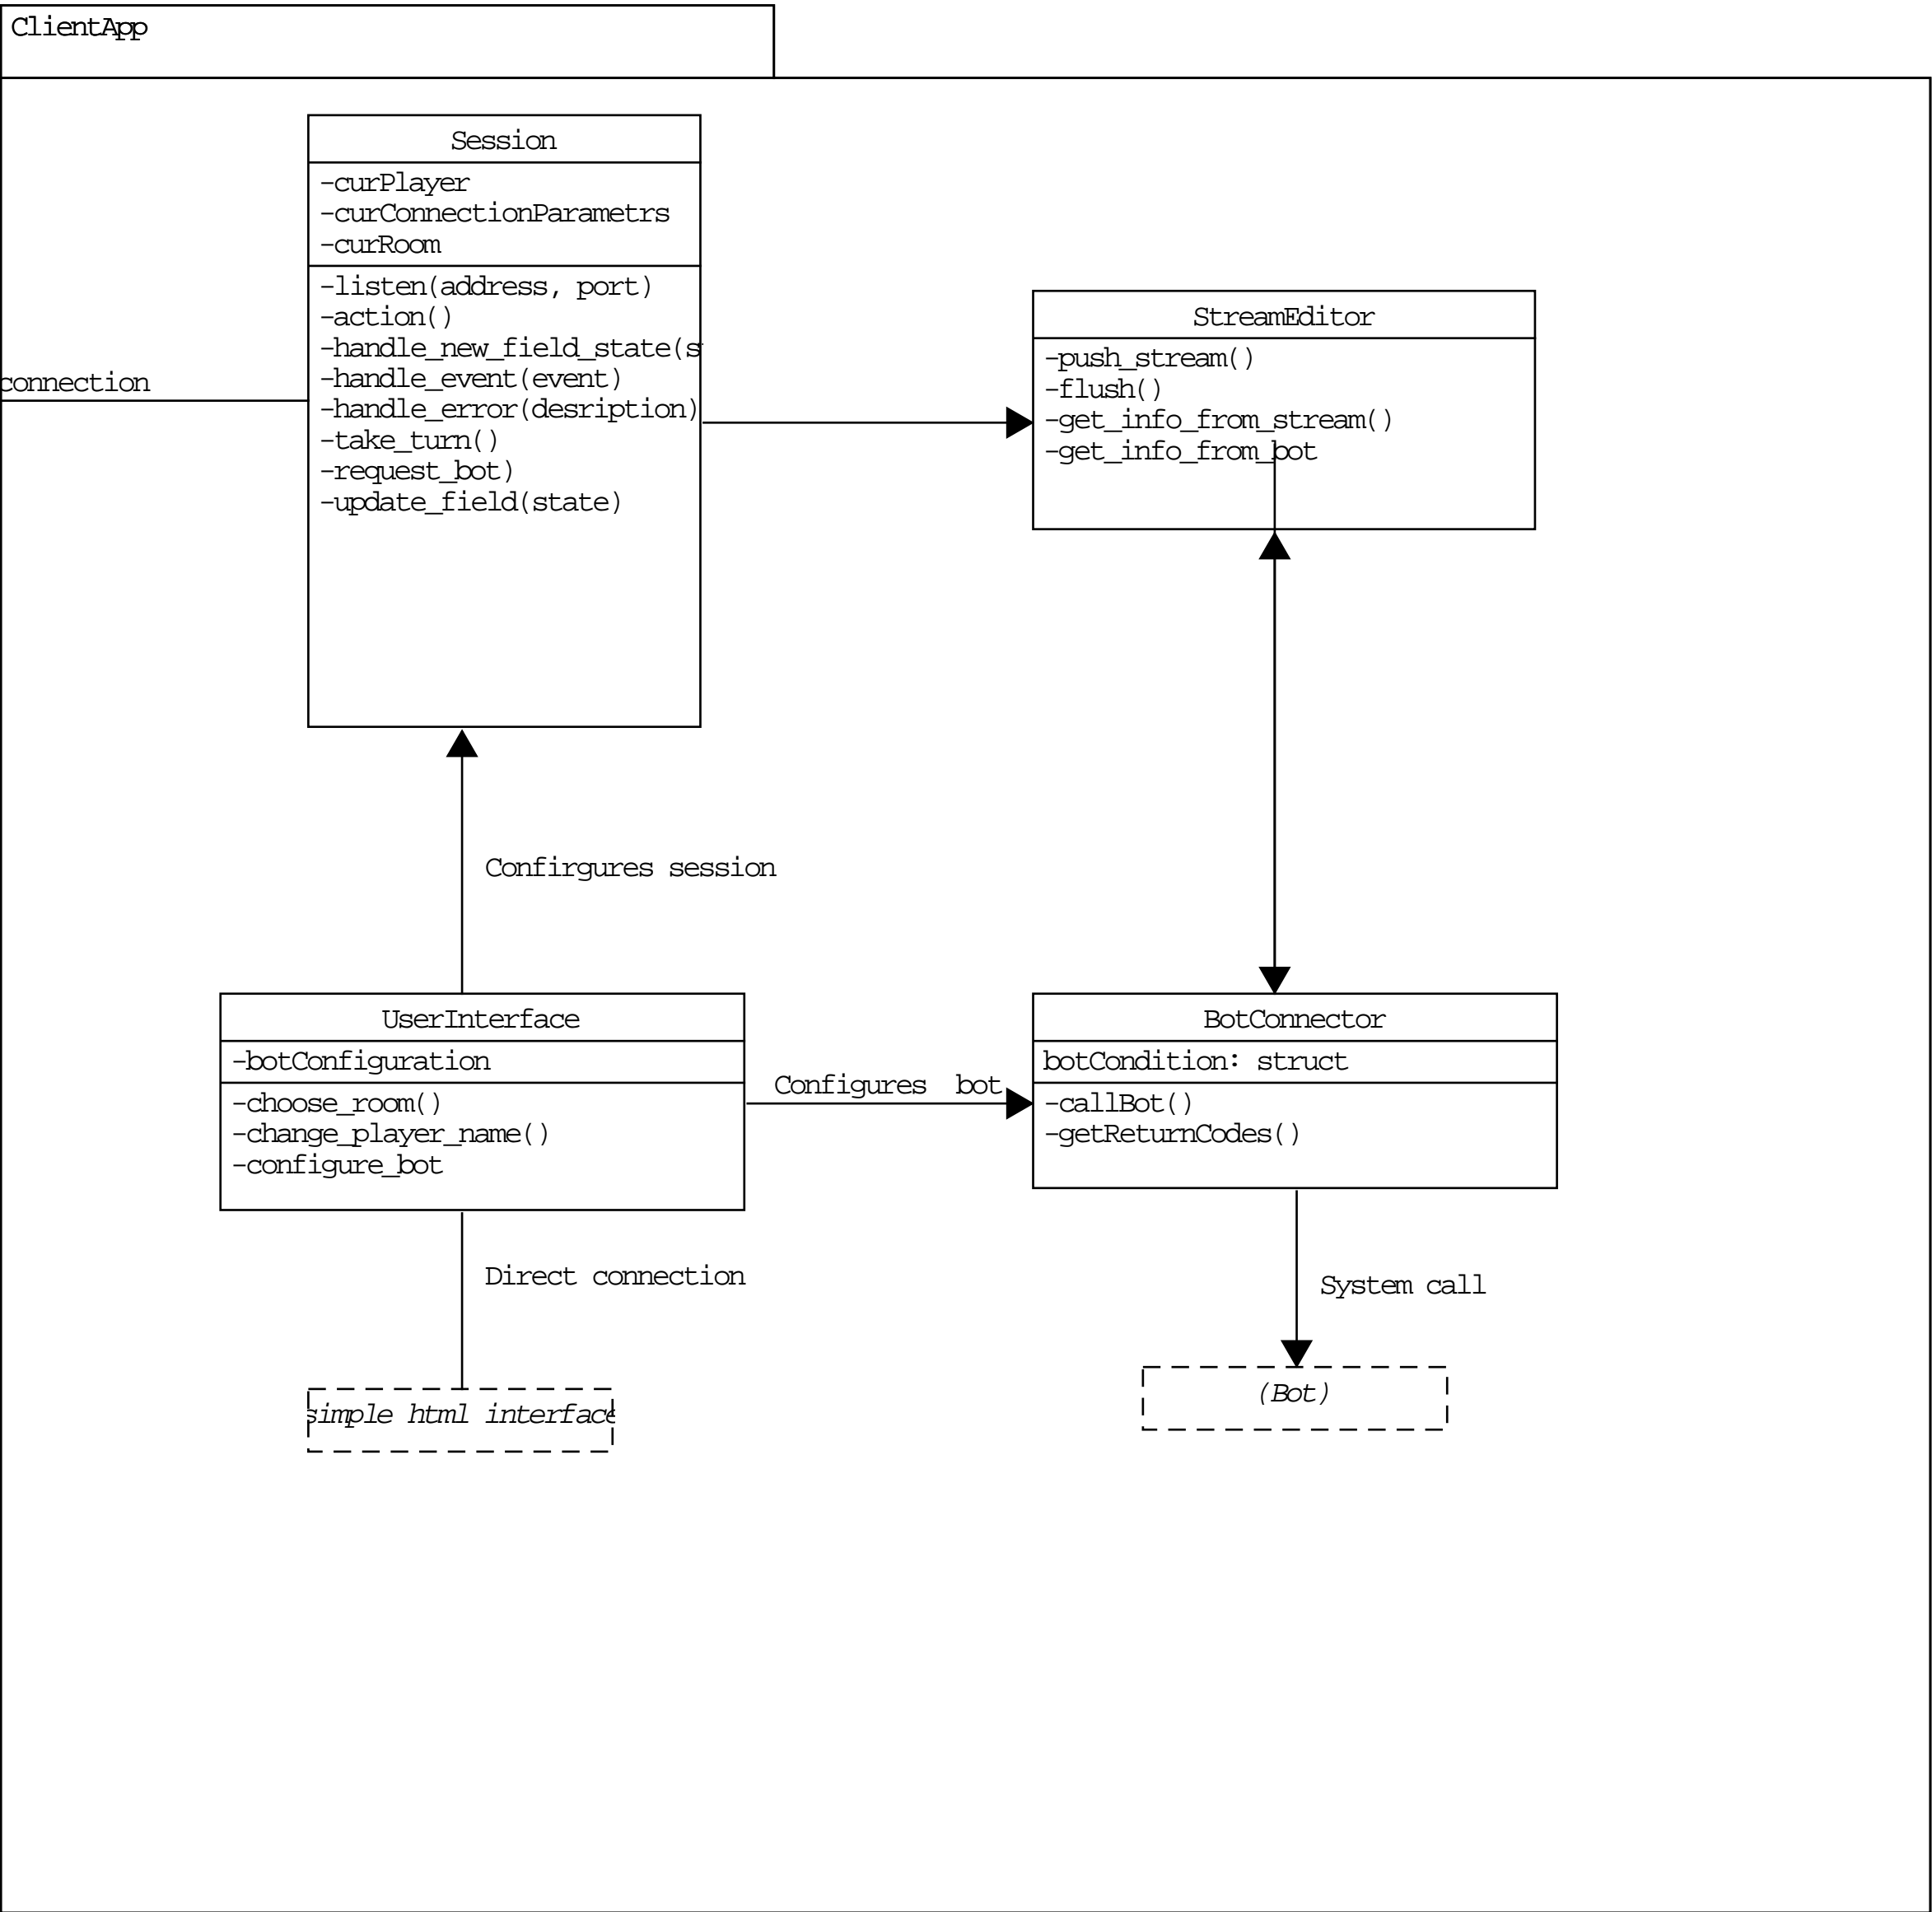 ClientApp
Session
-curPlayer
-curConnectionParametrs
-curRoom
-listen(address, port)
-action()
-handle_new_field_state(s
-handle_event(event)
-handle_error(desription)
-take_turn()
-request_bot)
-update_field(state)
connection
StreamEditor
-push_stream()
-flush()
-get_info_from_stream()
-get_info_from_bot
Confirgures session
UserInterface
-botConfiguration
-choose_room()
-change_player_name()
-configure_bot
Configures  bot
BotConnector
botCondition: struct
-callBot()
-getReturnCodes()
Direct connection
System call
simple html interface
(Bot)